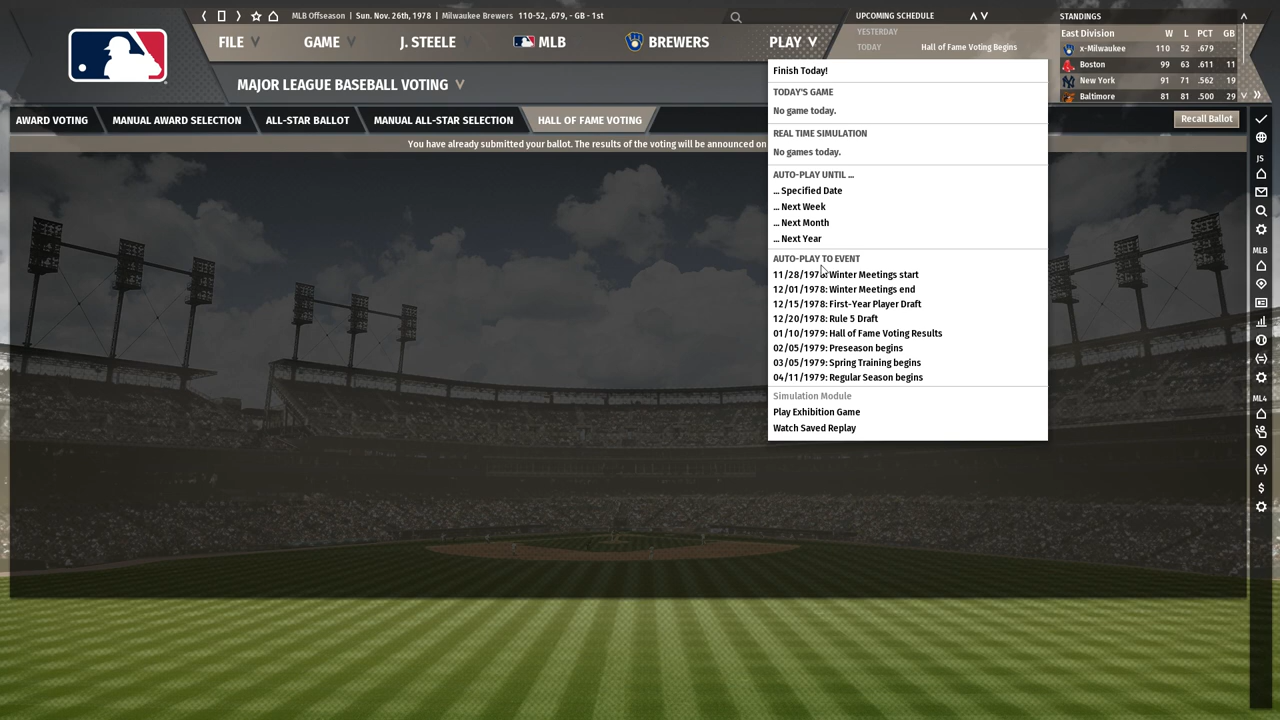 MLB Offseason | Sun. Nov. 26th, 1978 | Milwaukee Brewers 110-52, .679, - GB - 1st
FILE GAME J. STEELE MLB BREWERS PLAY
UPCOMING SCHEDULE
YESTERDAY
TODAY Hall of Fame Voting Begins
STANDINGS
East Division W L PCT GB
x-Milwaukee 110 52 .679 -
Boston 99 63 .611 11
New York 91 71 .562 19
Baltimore 81 81 .500 29
MAJOR LEAGUE BASEBALL VOTING
AWARD VOTING MANUAL AWARD SELECTION ALL-STAR BALLOT MANUAL ALL-STAR SELECTION HALL OF FAME VOTING
Recall Ballot
You have already submitted your ballot. The results of the voting will be announced on
Finish Today!
TODAY'S GAME
No game today.
REAL TIME SIMULATION
No games today.
AUTO-PLAY UNTIL ...
... Specified Date
... Next Week
... Next Month
... Next Year
AUTO-PLAY TO EVENT
11/28/1978: Winter Meetings start
12/01/1978: Winter Meetings end
12/15/1978: First-Year Player Draft
12/20/1978: Rule 5 Draft
01/10/1979: Hall of Fame Voting Results
02/05/1979: Preseason begins
03/05/1979: Spring Training begins
04/11/1979: Regular Season begins
Simulation Module
Play Exhibition Game
Watch Saved Replay
JS
MLB
ML4